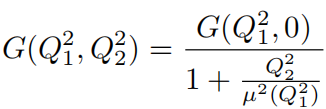 G(Q_1^2, Q_2^2) = \frac{G(Q_1^2, 0)}{1 + \frac{Q_2^2}{\mu^2(Q_1^2)}}